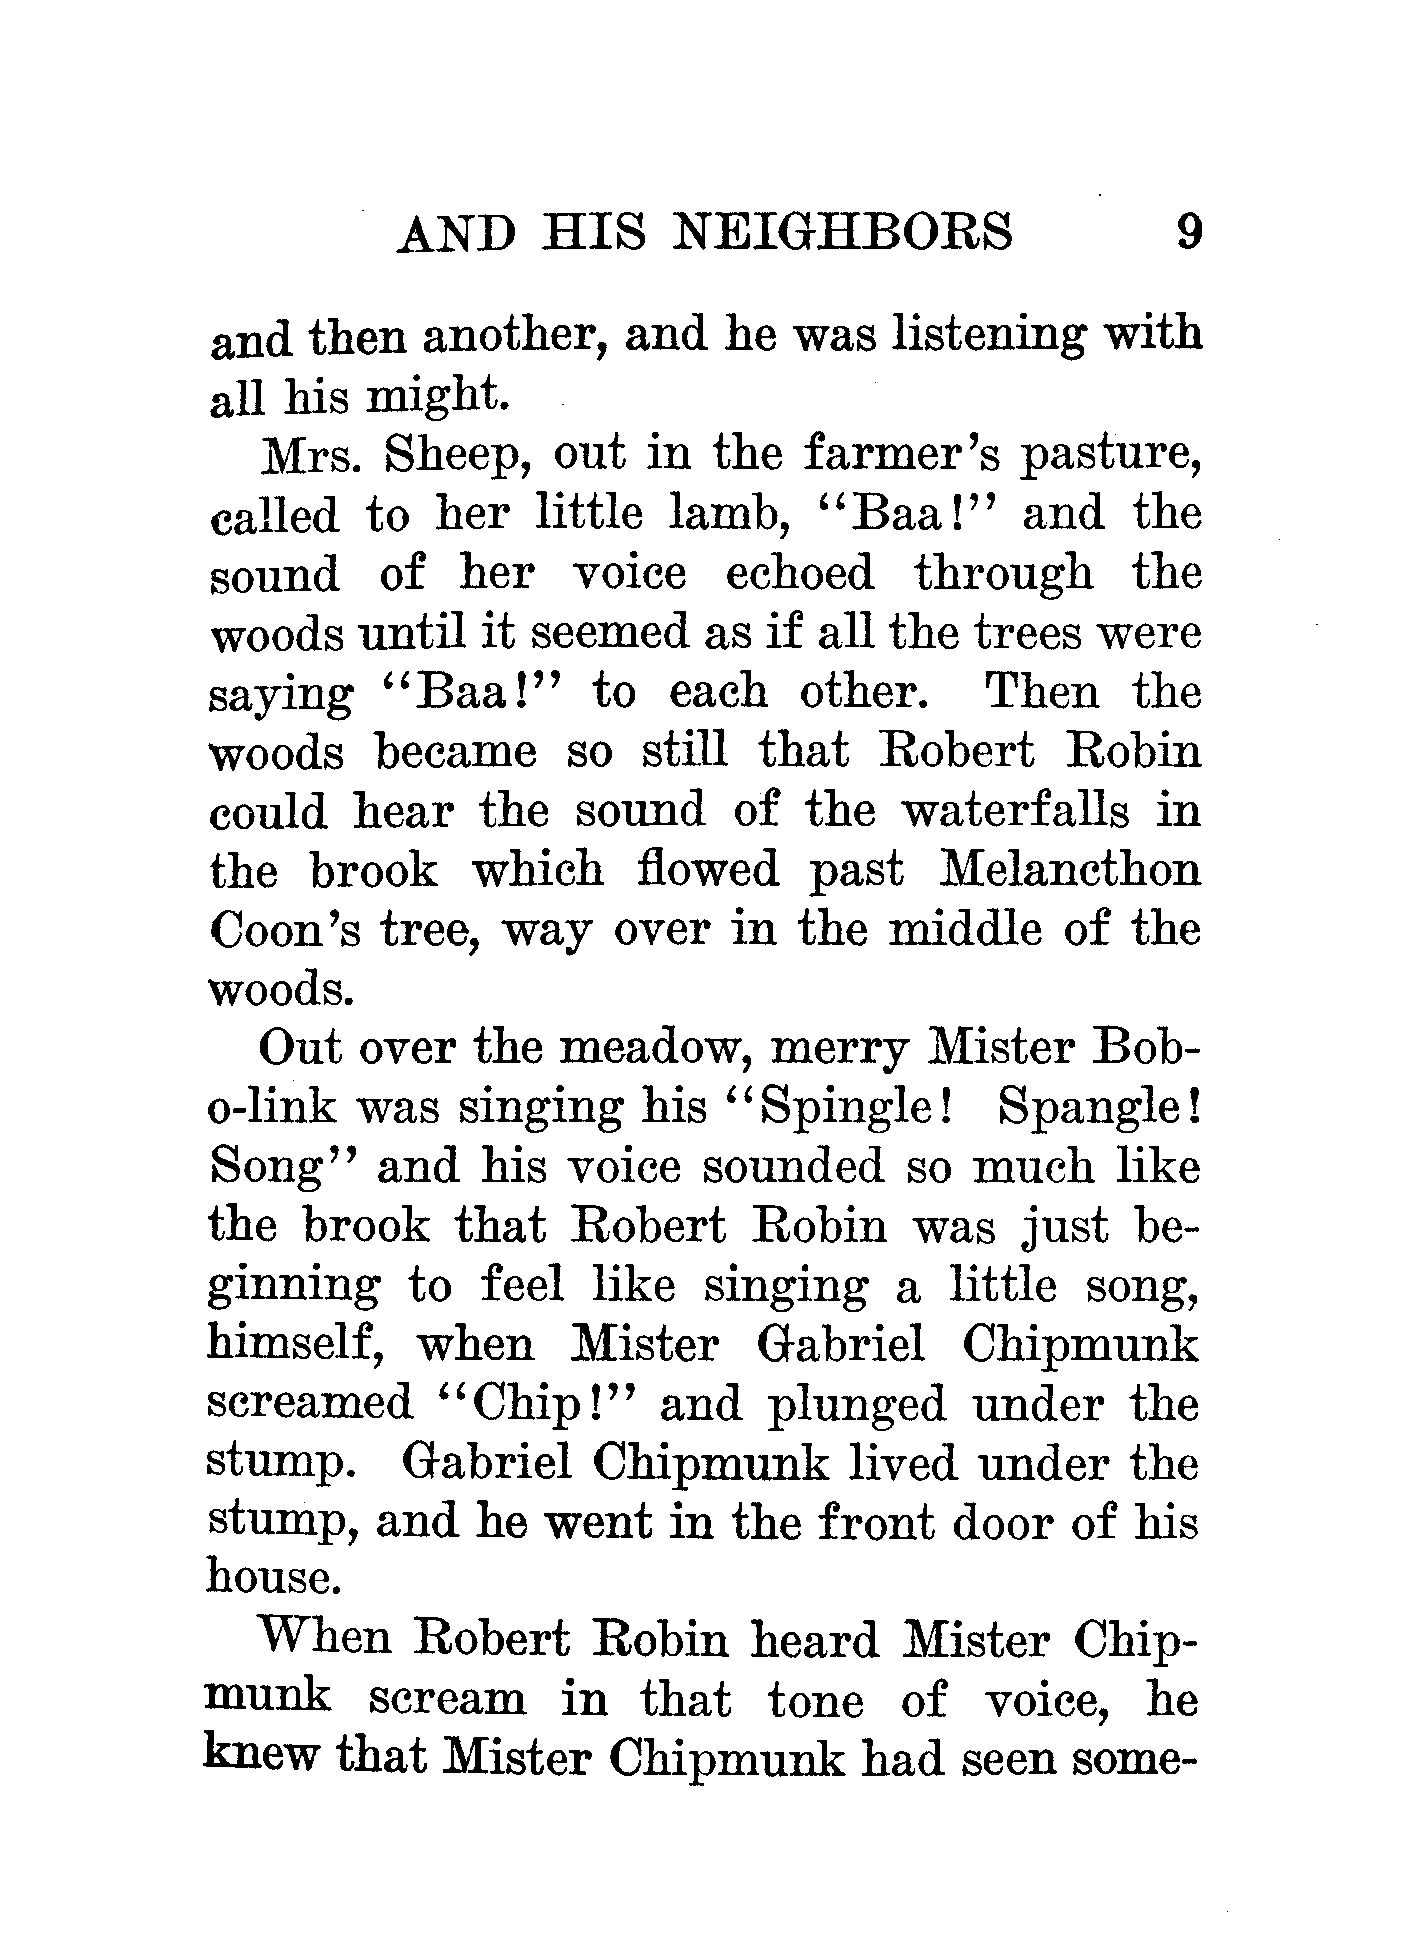 AND HIS NEIGHBORS 9
and then another, and he was listening with
all his might.
Mrs. Sheep, out in the farmer's pasture,
called to her little lamb, "Baa!" and the
sound of her voice echoed through the
woods until it seemed as if all the trees were
saying "Baa!" to each other. Then the
woods became so still that Robert Robin
could hear the sound of the waterfalls in
the brook which flowed past Melancthon
Coon's tree, way over in the middle of the
woods.
Out over the meadow, merry Mister Bob-
o-link was singing his "Spingle! Spangle!
Song" and his voice sounded so much like
the brook that Robert Robin was just be-
ginning to feel like singing a little song,
himself, when Mister Gabriel Chipmunk
screamed "Chip!" and plunged under the
stump. Gabriel Chipmunk lived under the
stump, and he went in the front door of his
house.
When Robert Robin heard Mister Chip-
munk scream in that tone of voice, he
knew that Mister Chipmunk had seen some-